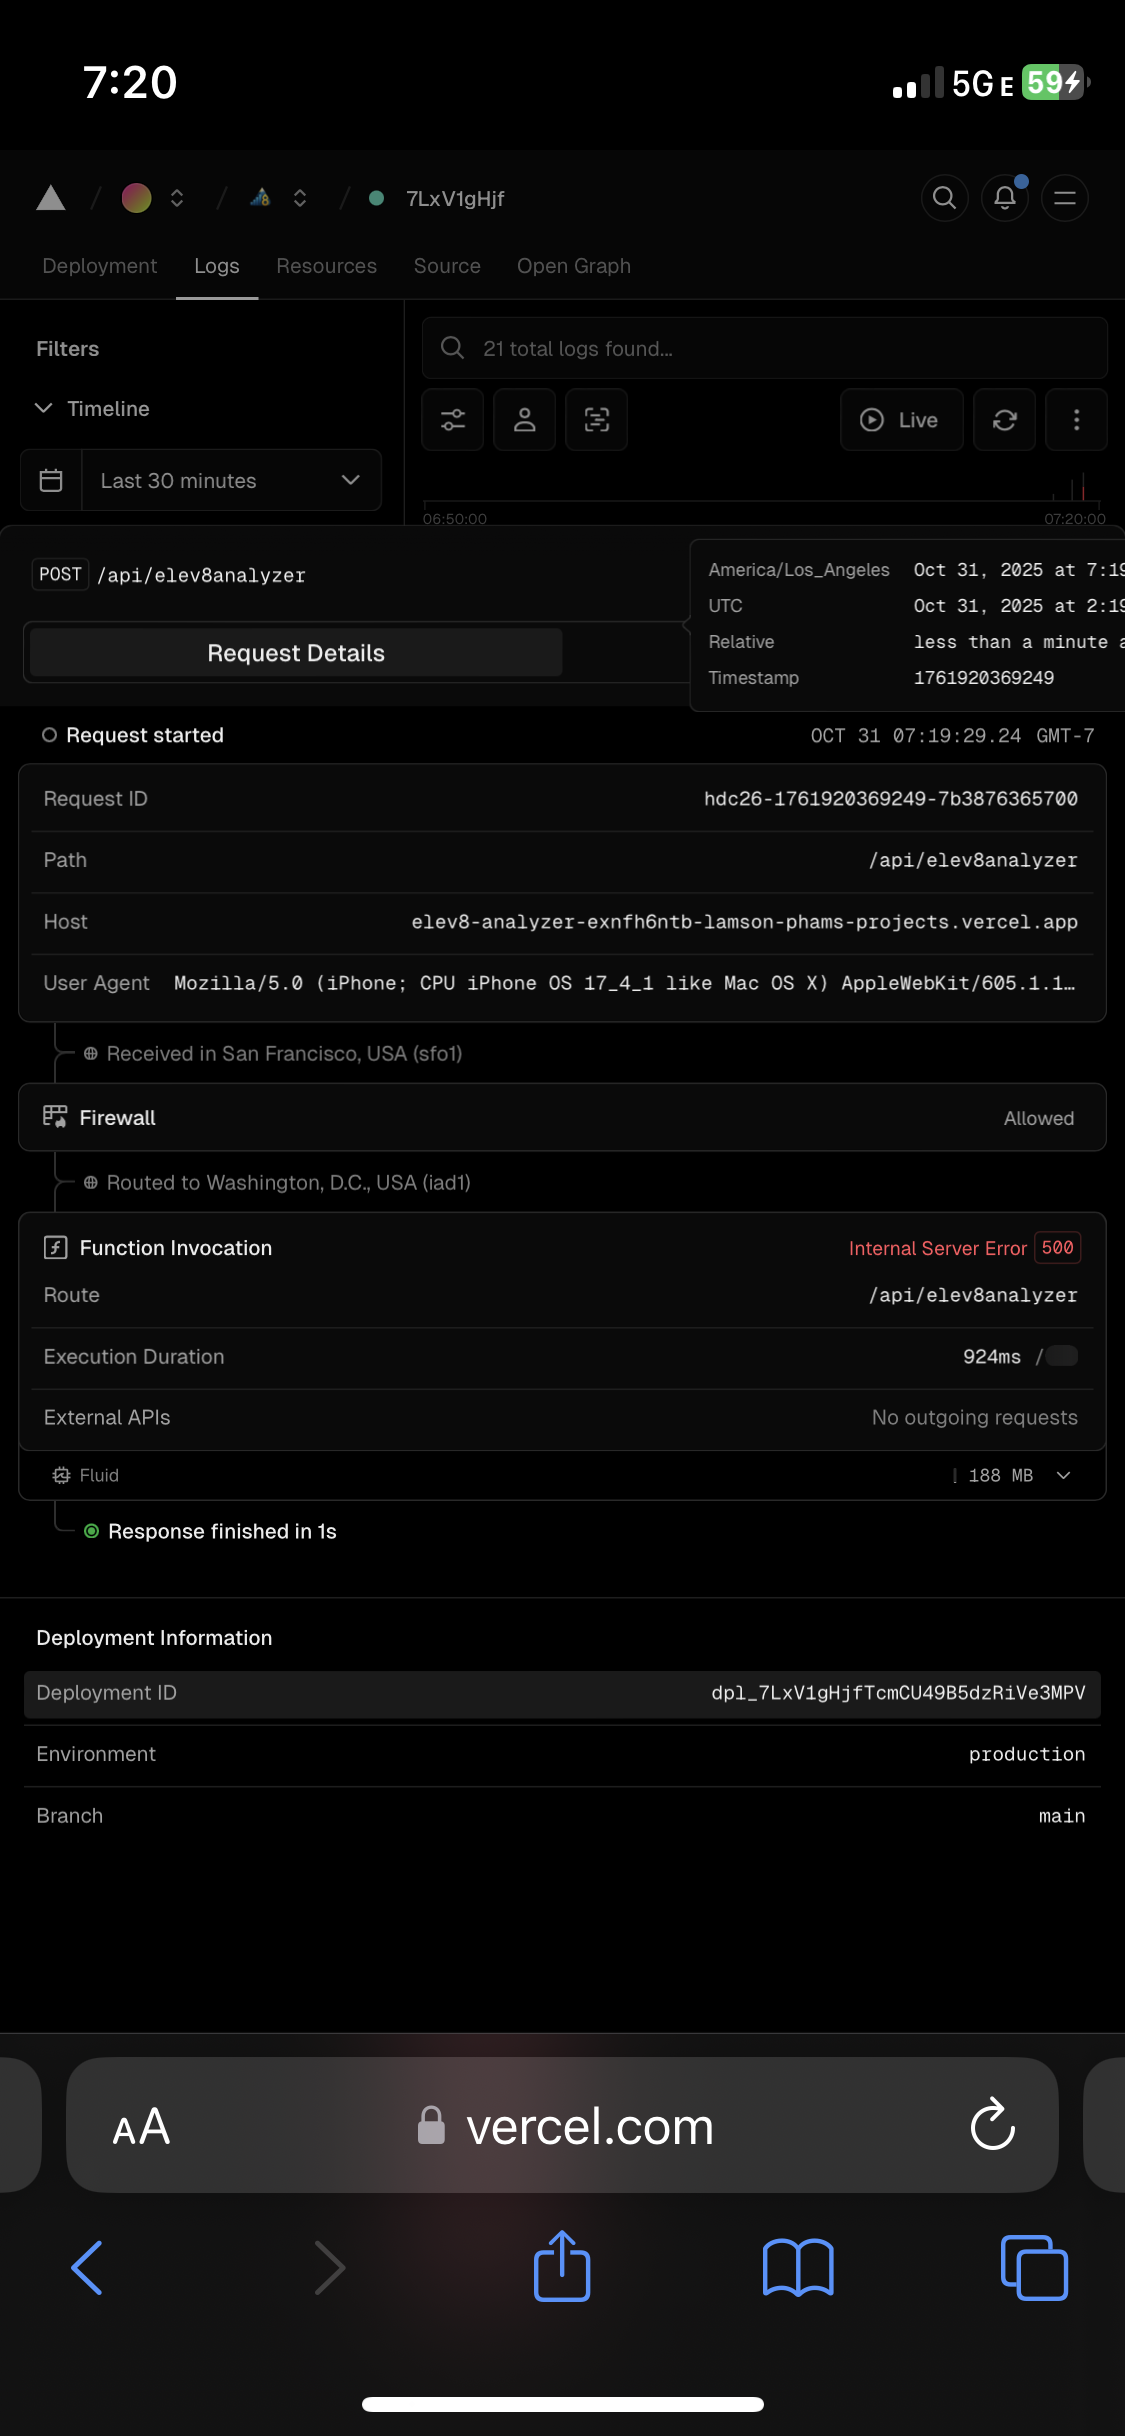 7:20
5G E 59
7LxV1gHjf
Deployment Logs Resources Source Open Graph
Filters
21 total logs found...
Timeline
Live
Last 30 minutes
06:50:00 07:20:00
POST /api/elev8analyzer
America/Los_Angeles Oct 31, 2025 at 7:19
UTC Oct 31, 2025 at 2:19
Relative less than a minute a
Timestamp 1761920369249
Request Details
Request started OCT 31 07:19:29.24 GMT-7
Request ID hdc26-1761920369249-7b3876365700
Path /api/elev8analyzer
Host elev8-analyzer-exnfh6ntb-lamson-phams-projects.vercel.app
User Agent Mozilla/5.0 (iPhone; CPU iPhone OS 17_4_1 like Mac OS X) AppleWebKit/605.1.1…
Received in San Francisco, USA (sfo1)
Firewall Allowed
Routed to Washington, D.C., USA (iad1)
Function Invocation Internal Server Error 500
Route /api/elev8analyzer
Execution Duration 924ms /
External APIs No outgoing requests
Fluid 188 MB
Response finished in 1s
Deployment Information
Deployment ID dpl_7LxV1gHjfTcmCU49B5dzRiVe3MPV
Environment production
Branch main
AA vercel.com